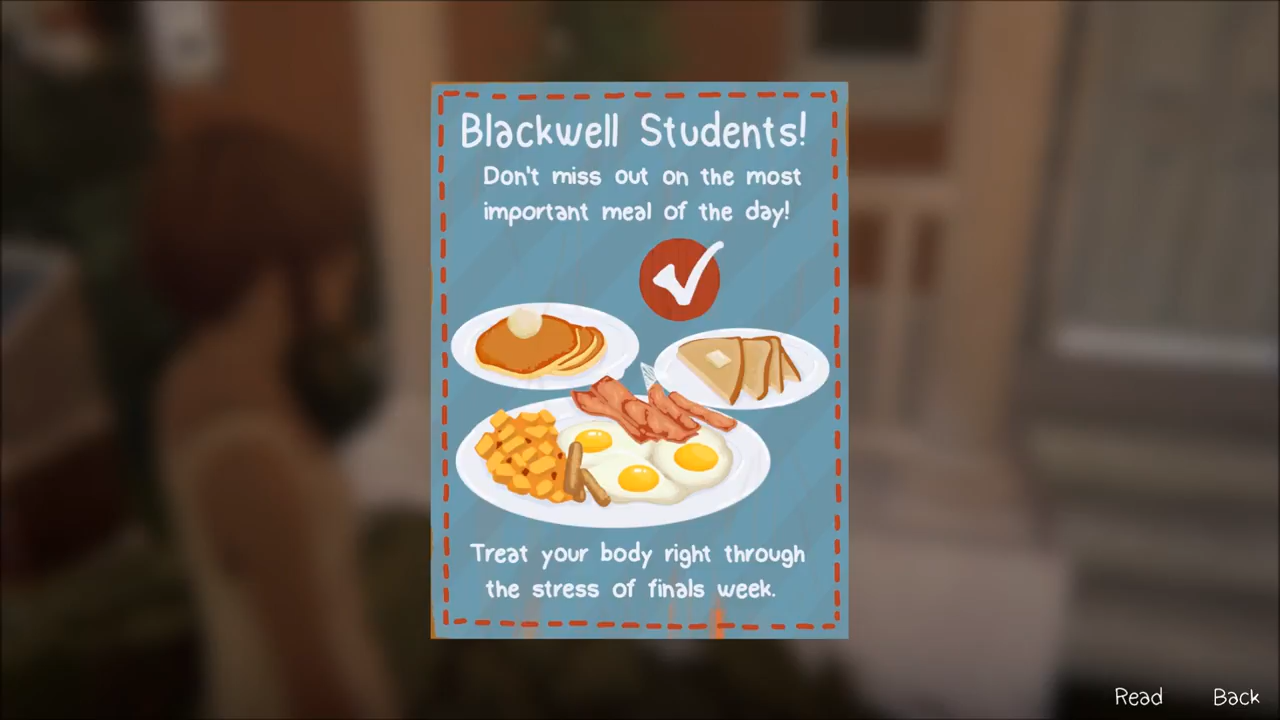 Blackwell Students!
Don't miss out on the most
important meal of the day!
Treat your body right through
the stress of finals week.
Read
Back